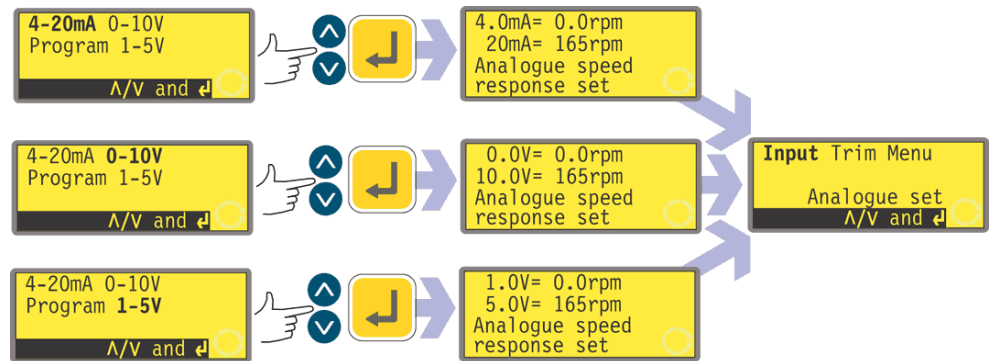 4-20mA 0-10V
Program 1-5V
∧/∨ and ↲
4.0mA= 0.0rpm
20mA= 165rpm
Analogue speed
response set
4-20mA 0-10V
Program 1-5V
∧/∨ and ↲
0.0V= 0.0rpm
10.0V= 165rpm
Analogue speed
response set
Input Trim Menu
Analogue set
∧/∨ and ↲
4-20mA 0-10V
Program 1-5V
∧/∨ and ↲
1.0V= 0.0rpm
5.0V= 165rpm
Analogue speed
response set